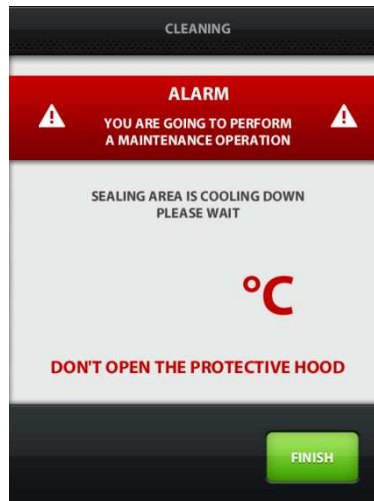 CLEANING
ALARM
YOU ARE GOING TO PERFORM
A MAINTENANCE OPERATION
SEALING AREA IS COOLING DOWN
PLEASE WAIT
°C
DON'T OPEN THE PROTECTIVE HOOD
FINISH